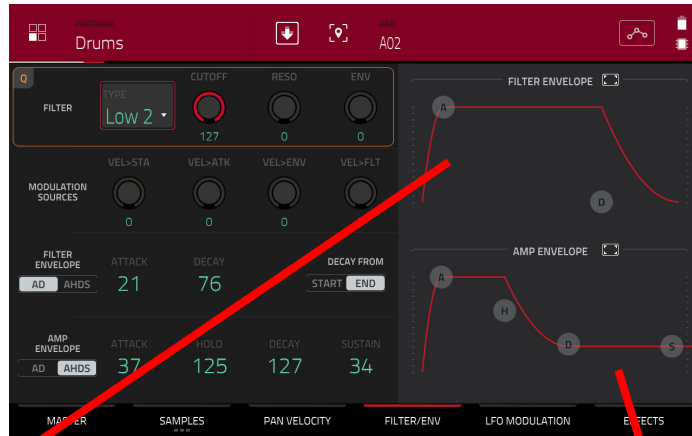 PROGRAM
Drums
PAD
A02
Q
FILTER
TYPE
Low 2
CUTOFF
127
RESO
0
ENV
0
MODULATION
SOURCES
VEL>STA
0
VEL>ATK
0
VEL>ENV
0
VEL>FLT
FILTER
ENVELOPE
AD AHDS
ATTACK
21
DECAY
76
DECAY FROM
START END
AMP
ENVELOPE
AD AHDS
ATTACK
37
HOLD
125
DECAY
127
SUSTAIN
34
FILTER ENVELOPE
A
D
AMP ENVELOPE
A
H
D
S
MASTER SAMPLES PAN VELOCITY FILTER/ENV LFO MODULATION EFFECTS